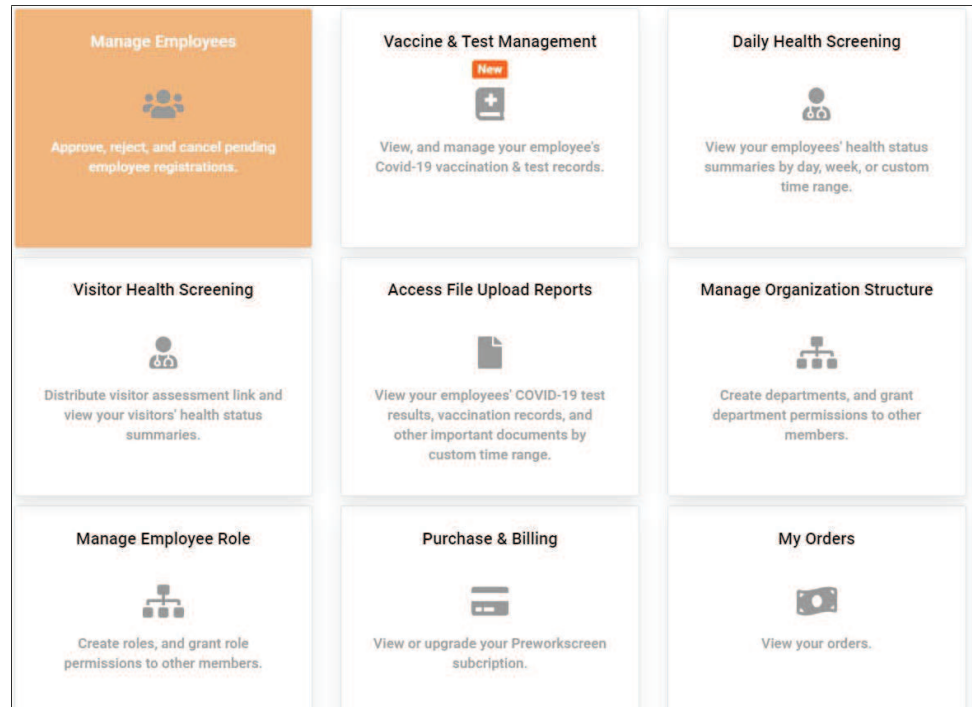 Manage Employees
Approve, reject, and cancel pending
employee registrations.
Vaccine & Test Management
New
View, and manage your employee's
Covid-19 vaccination & test records.
Daily Health Screening
View your employees' health status
summaries by day, week, or custom
time range.
Visitor Health Screening
Distribute visitor assessment link and
view your visitors' health status
summaries.
Access File Upload Reports
View your employees' COVID-19 test
results, vaccination records, and
other important documents by
custom time range.
Manage Organization Structure
Create departments, and grant
department permissions to other
members.
Manage Employee Role
Create roles, and grant role
permissions to other members.
Purchase & Billing
View or upgrade your Preworkscreen
subcription.
My Orders
View your orders.